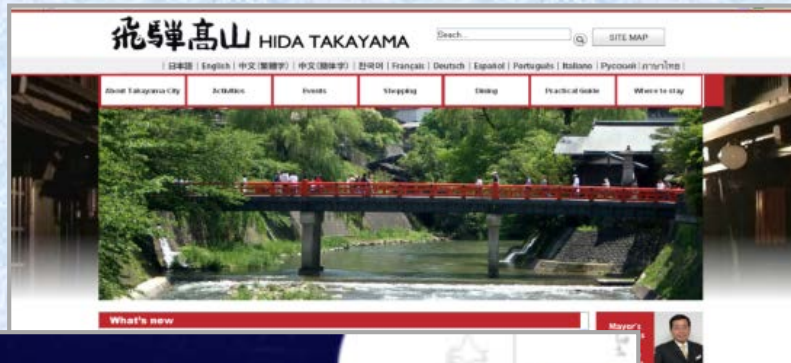 飛騨高山 HIDA TAKAYAMA
Search...
SITE MAP
| 日本語 | English | 中文(繁體字) | 中文(簡体字) | 한국어 | Français | Deutsch | Español | Português | Italiano | Русский | ภาษาไทย |
About Takayama City
Activities
Events
Shopping
Dining
Practical Guide
Where to stay
What's new
Mayor's